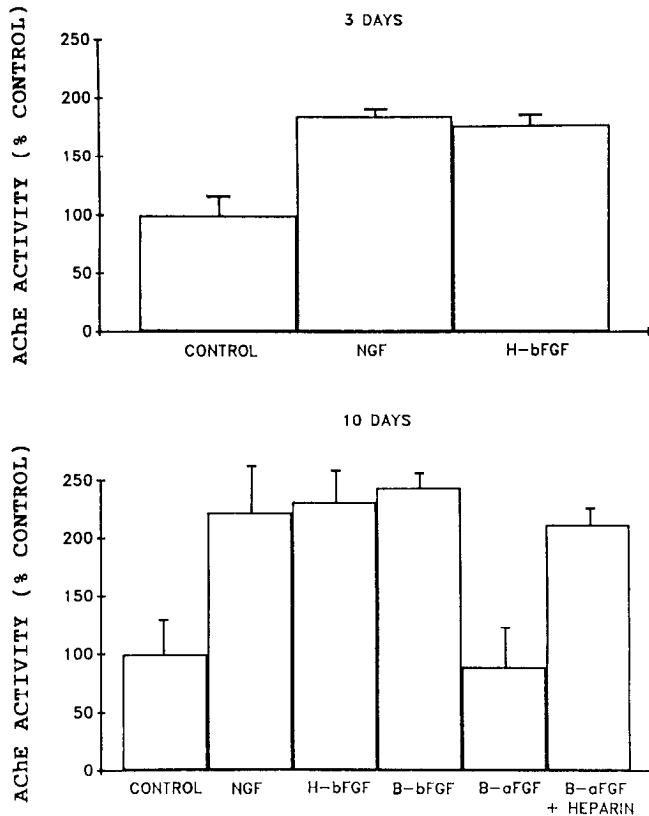 3 DAYS
AChE ACTIVITY (% CONTROL)
250
200
150
100
50
0
CONTROL NGF H-bFGF
10 DAYS
AChE ACTIVITY (% CONTROL)
250
200
150
100
50
0
CONTROL NGF H-bFGF B-bFGF B-aFGF B-aFGF
+ HEPARIN